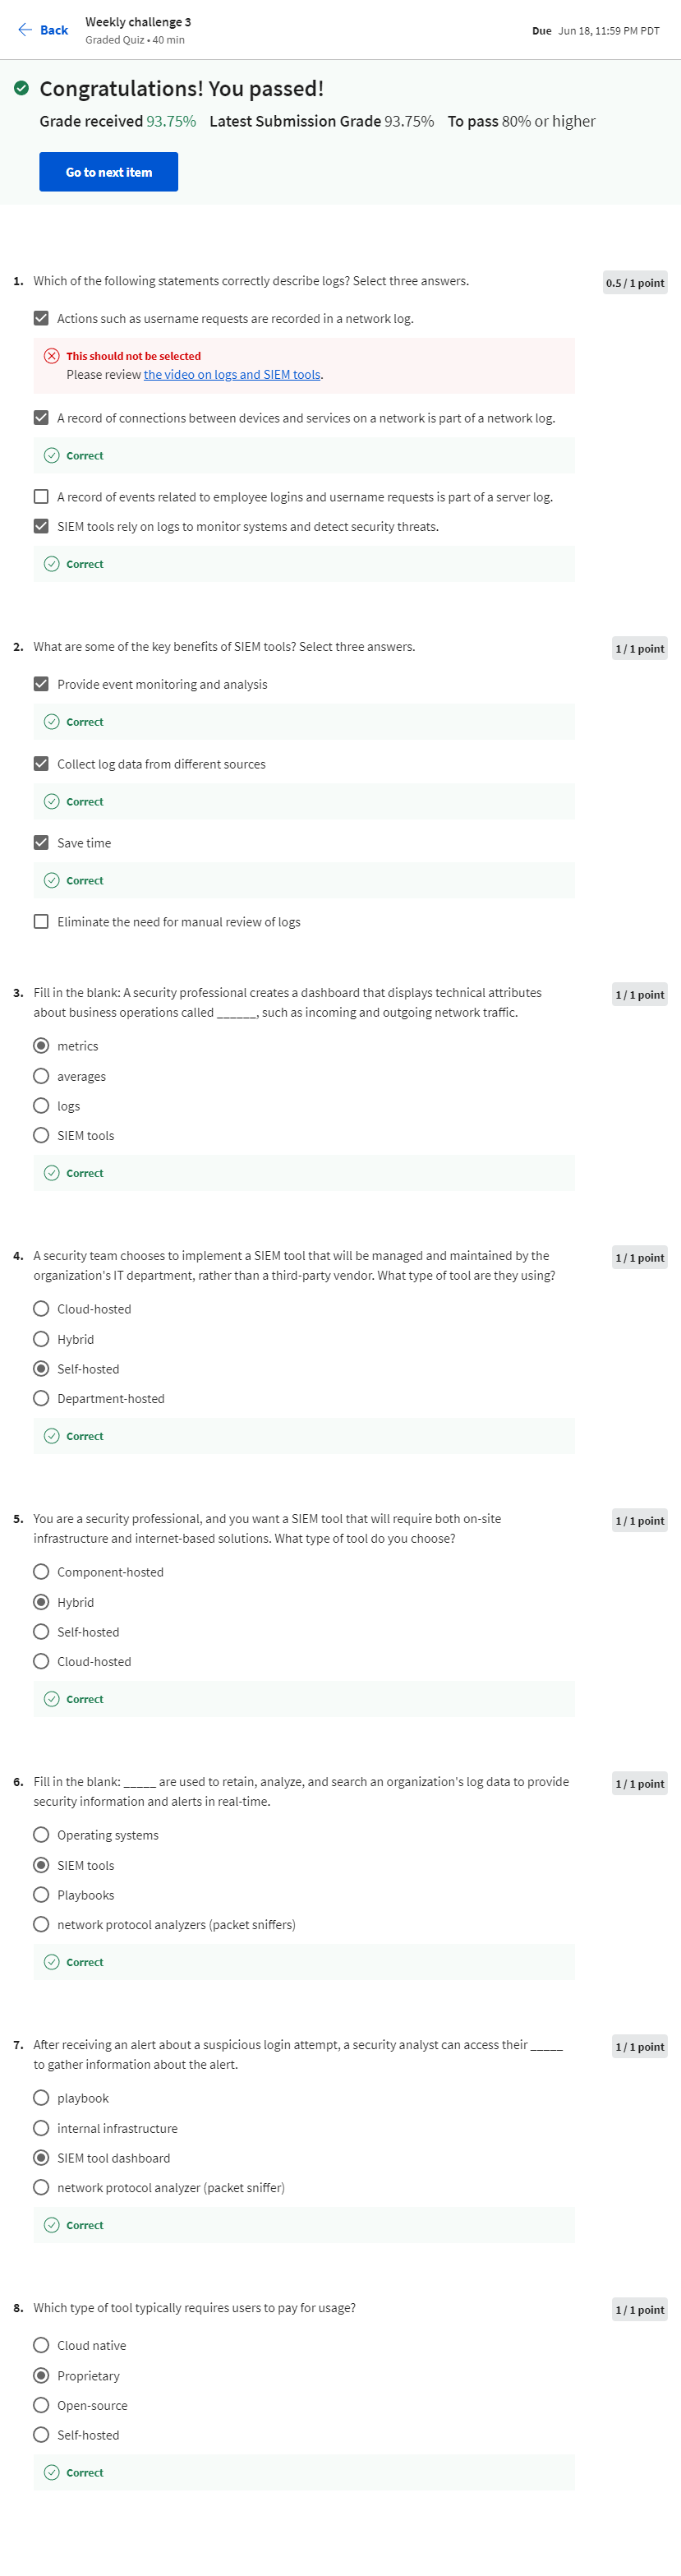 Back
Weekly challenge 3
Graded Quiz • 40 min
Due Jun 18, 11:59 PM PDT
Congratulations! You passed!
Grade received 93.75% Latest Submission Grade 93.75% To pass 80% or higher
Go to next item
1. Which of the following statements correctly describe logs? Select three answers.
0.5 / 1 point
Actions such as username requests are recorded in a network log.
This should not be selected
Please review the video on logs and SIEM tools.
A record of connections between devices and services on a network is part of a network log.
Correct
A record of events related to employee logins and username requests is part of a server log.
SIEM tools rely on logs to monitor systems and detect security threats.
Correct
2. What are some of the key benefits of SIEM tools? Select three answers.
1 / 1 point
Provide event monitoring and analysis
Correct
Collect log data from different sources
Correct
Save time
Correct
Eliminate the need for manual review of logs
3. Fill in the blank: A security professional creates a dashboard that displays technical attributes
about business operations called ______, such as incoming and outgoing network traffic.
1 / 1 point
metrics
averages
logs
SIEM tools
Correct
4. A security team chooses to implement a SIEM tool that will be managed and maintained by the
organization's IT department, rather than a third-party vendor. What type of tool are they using?
1 / 1 point
Cloud-hosted
Hybrid
Self-hosted
Department-hosted
Correct
5. You are a security professional, and you want a SIEM tool that will require both on-site
infrastructure and internet-based solutions. What type of tool do you choose?
1 / 1 point
Component-hosted
Hybrid
Self-hosted
Cloud-hosted
Correct
6. Fill in the blank: _____ are used to retain, analyze, and search an organization's log data to provide
security information and alerts in real-time.
1 / 1 point
Operating systems
SIEM tools
Playbooks
network protocol analyzers (packet sniffers)
Correct
7. After receiving an alert about a suspicious login attempt, a security analyst can access their _____
to gather information about the alert.
1 / 1 point
playbook
internal infrastructure
SIEM tool dashboard
network protocol analyzer (packet sniffer)
Correct
8. Which type of tool typically requires users to pay for usage?
1 / 1 point
Cloud native
Proprietary
Open-source
Self-hosted
Correct